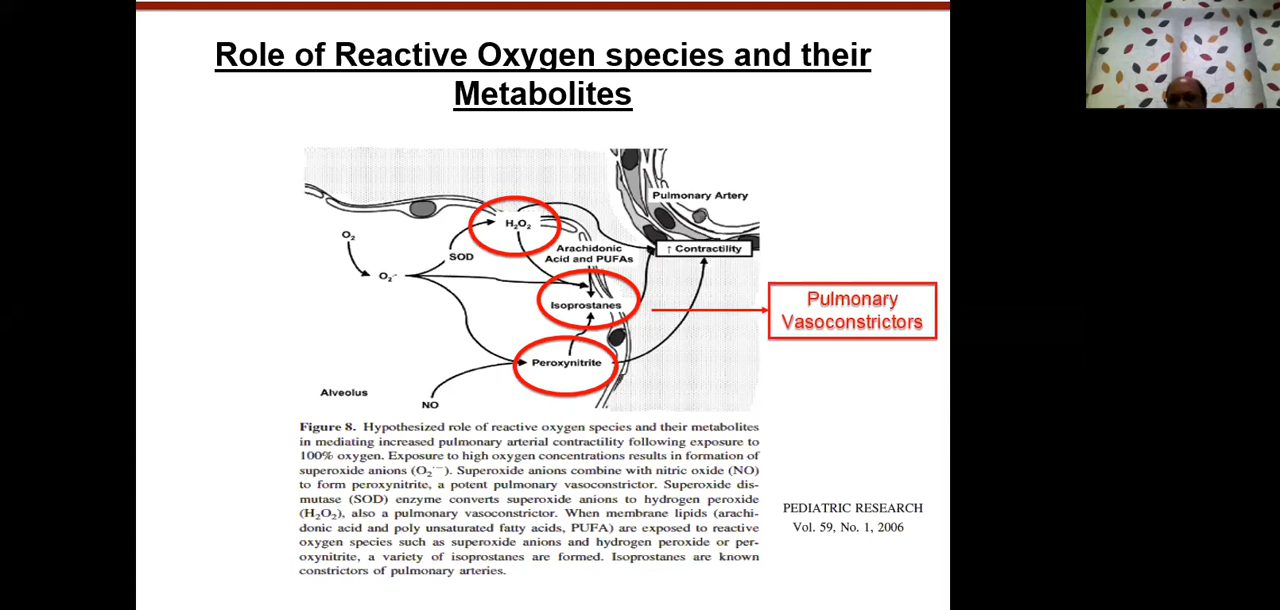 Role of Reactive Oxygen species and their
Metabolites
Pulmonary Artery
H₂O₂
O₂
↑ Contractility
Arachidonic
Acid and PUFAs
SOD
O₂·⁻
Isoprostanes
Pulmonary
Vasoconstrictors
Peroxynitrite
Alveolus
NO
Figure 8. Hypothesized role of reactive oxygen species and their metabolites
in mediating increased pulmonary arterial contractility following exposure to
100% oxygen. Exposure to high oxygen concentrations results in formation of
superoxide anions (O₂·⁻). Superoxide anions combine with nitric oxide (NO)
to form peroxynitrite, a potent pulmonary vasoconstrictor. Superoxide dis-
mutase (SOD) enzyme converts superoxide anions to hydrogen peroxide
(H₂O₂), also a pulmonary vasoconstrictor. When membrane lipids (arachi-
donic acid and poly unsaturated fatty acids, PUFA) are exposed to reactive
oxygen species such as superoxide anions and hydrogen peroxide or per-
oxynitrite, a variety of isoprostanes are formed. Isoprostanes are known
constrictors of pulmonary arteries.
PEDIATRIC RESEARCH
Vol. 59, No. 1, 2006